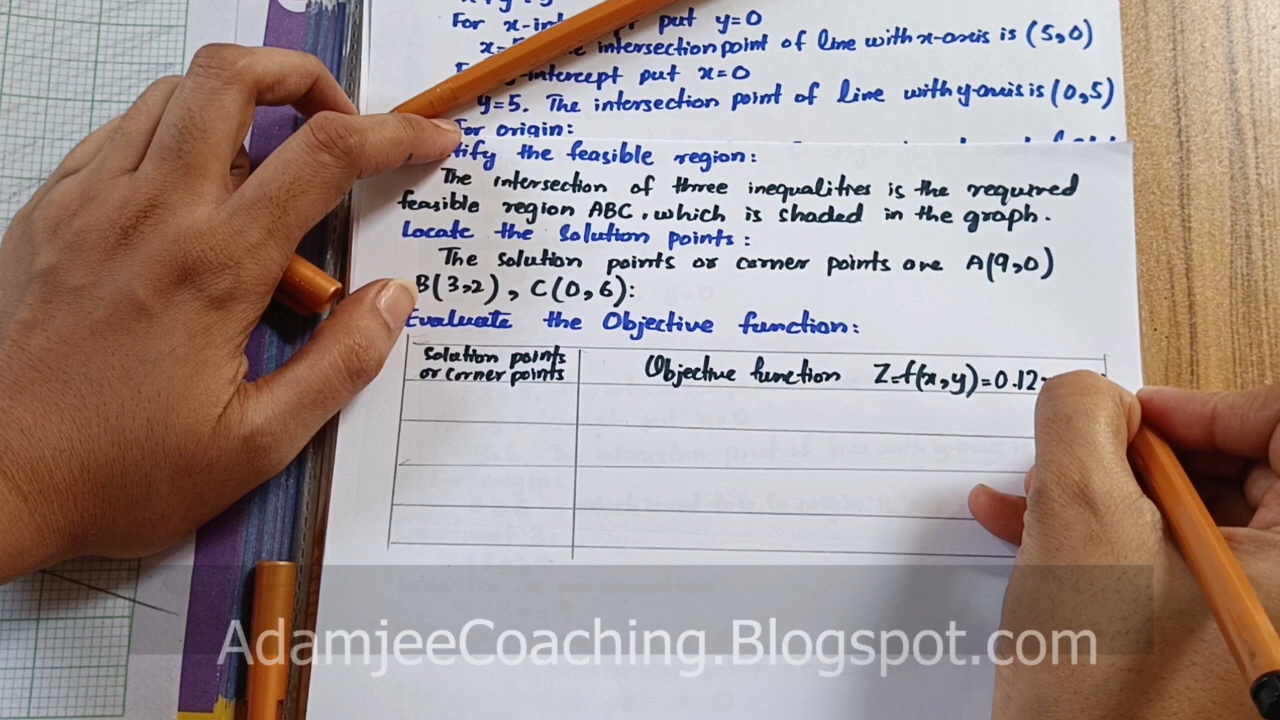 For x-int put y=0
x=5 the intersection point of line with x-axis is (5,0)
y-intercept put x=0
y=5. The intersection point of line with y-axis is (0,5)
For origin:
tify the feasible region:
The intersection of three inequalities is the required
feasible region ABC, which is shaded in the graph.
Locate the solution points:
The solution points or corner points are A(9,0)
B(3,2), C(0,6):
Evaluate the Objective function:
Solution points
or corner points
Objective function Z=f(x,y)=0.12
AdamjeeCoaching.Blogspot.com